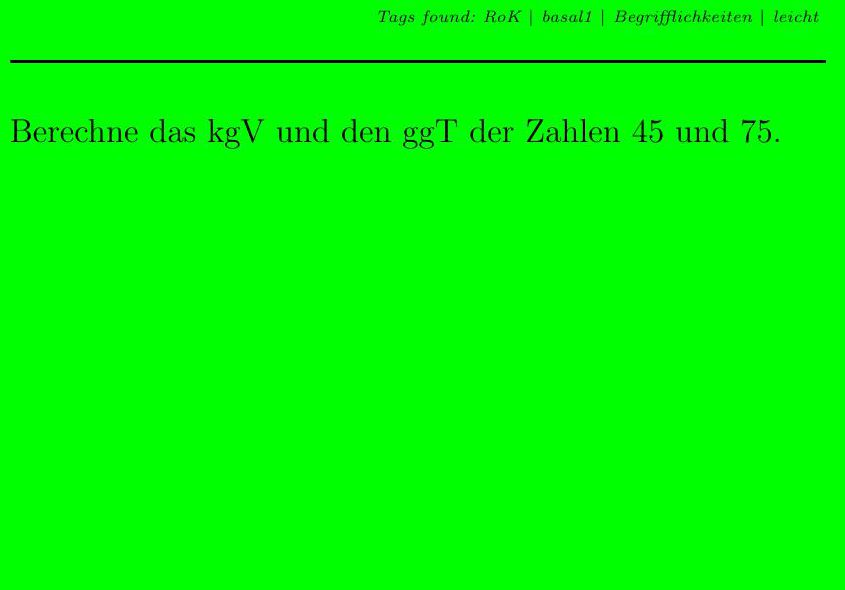 Tags found: RoK | basal1 | Begrifflichkeiten | leicht
Berechne das kgV und den ggT der Zahlen 45 und 75.